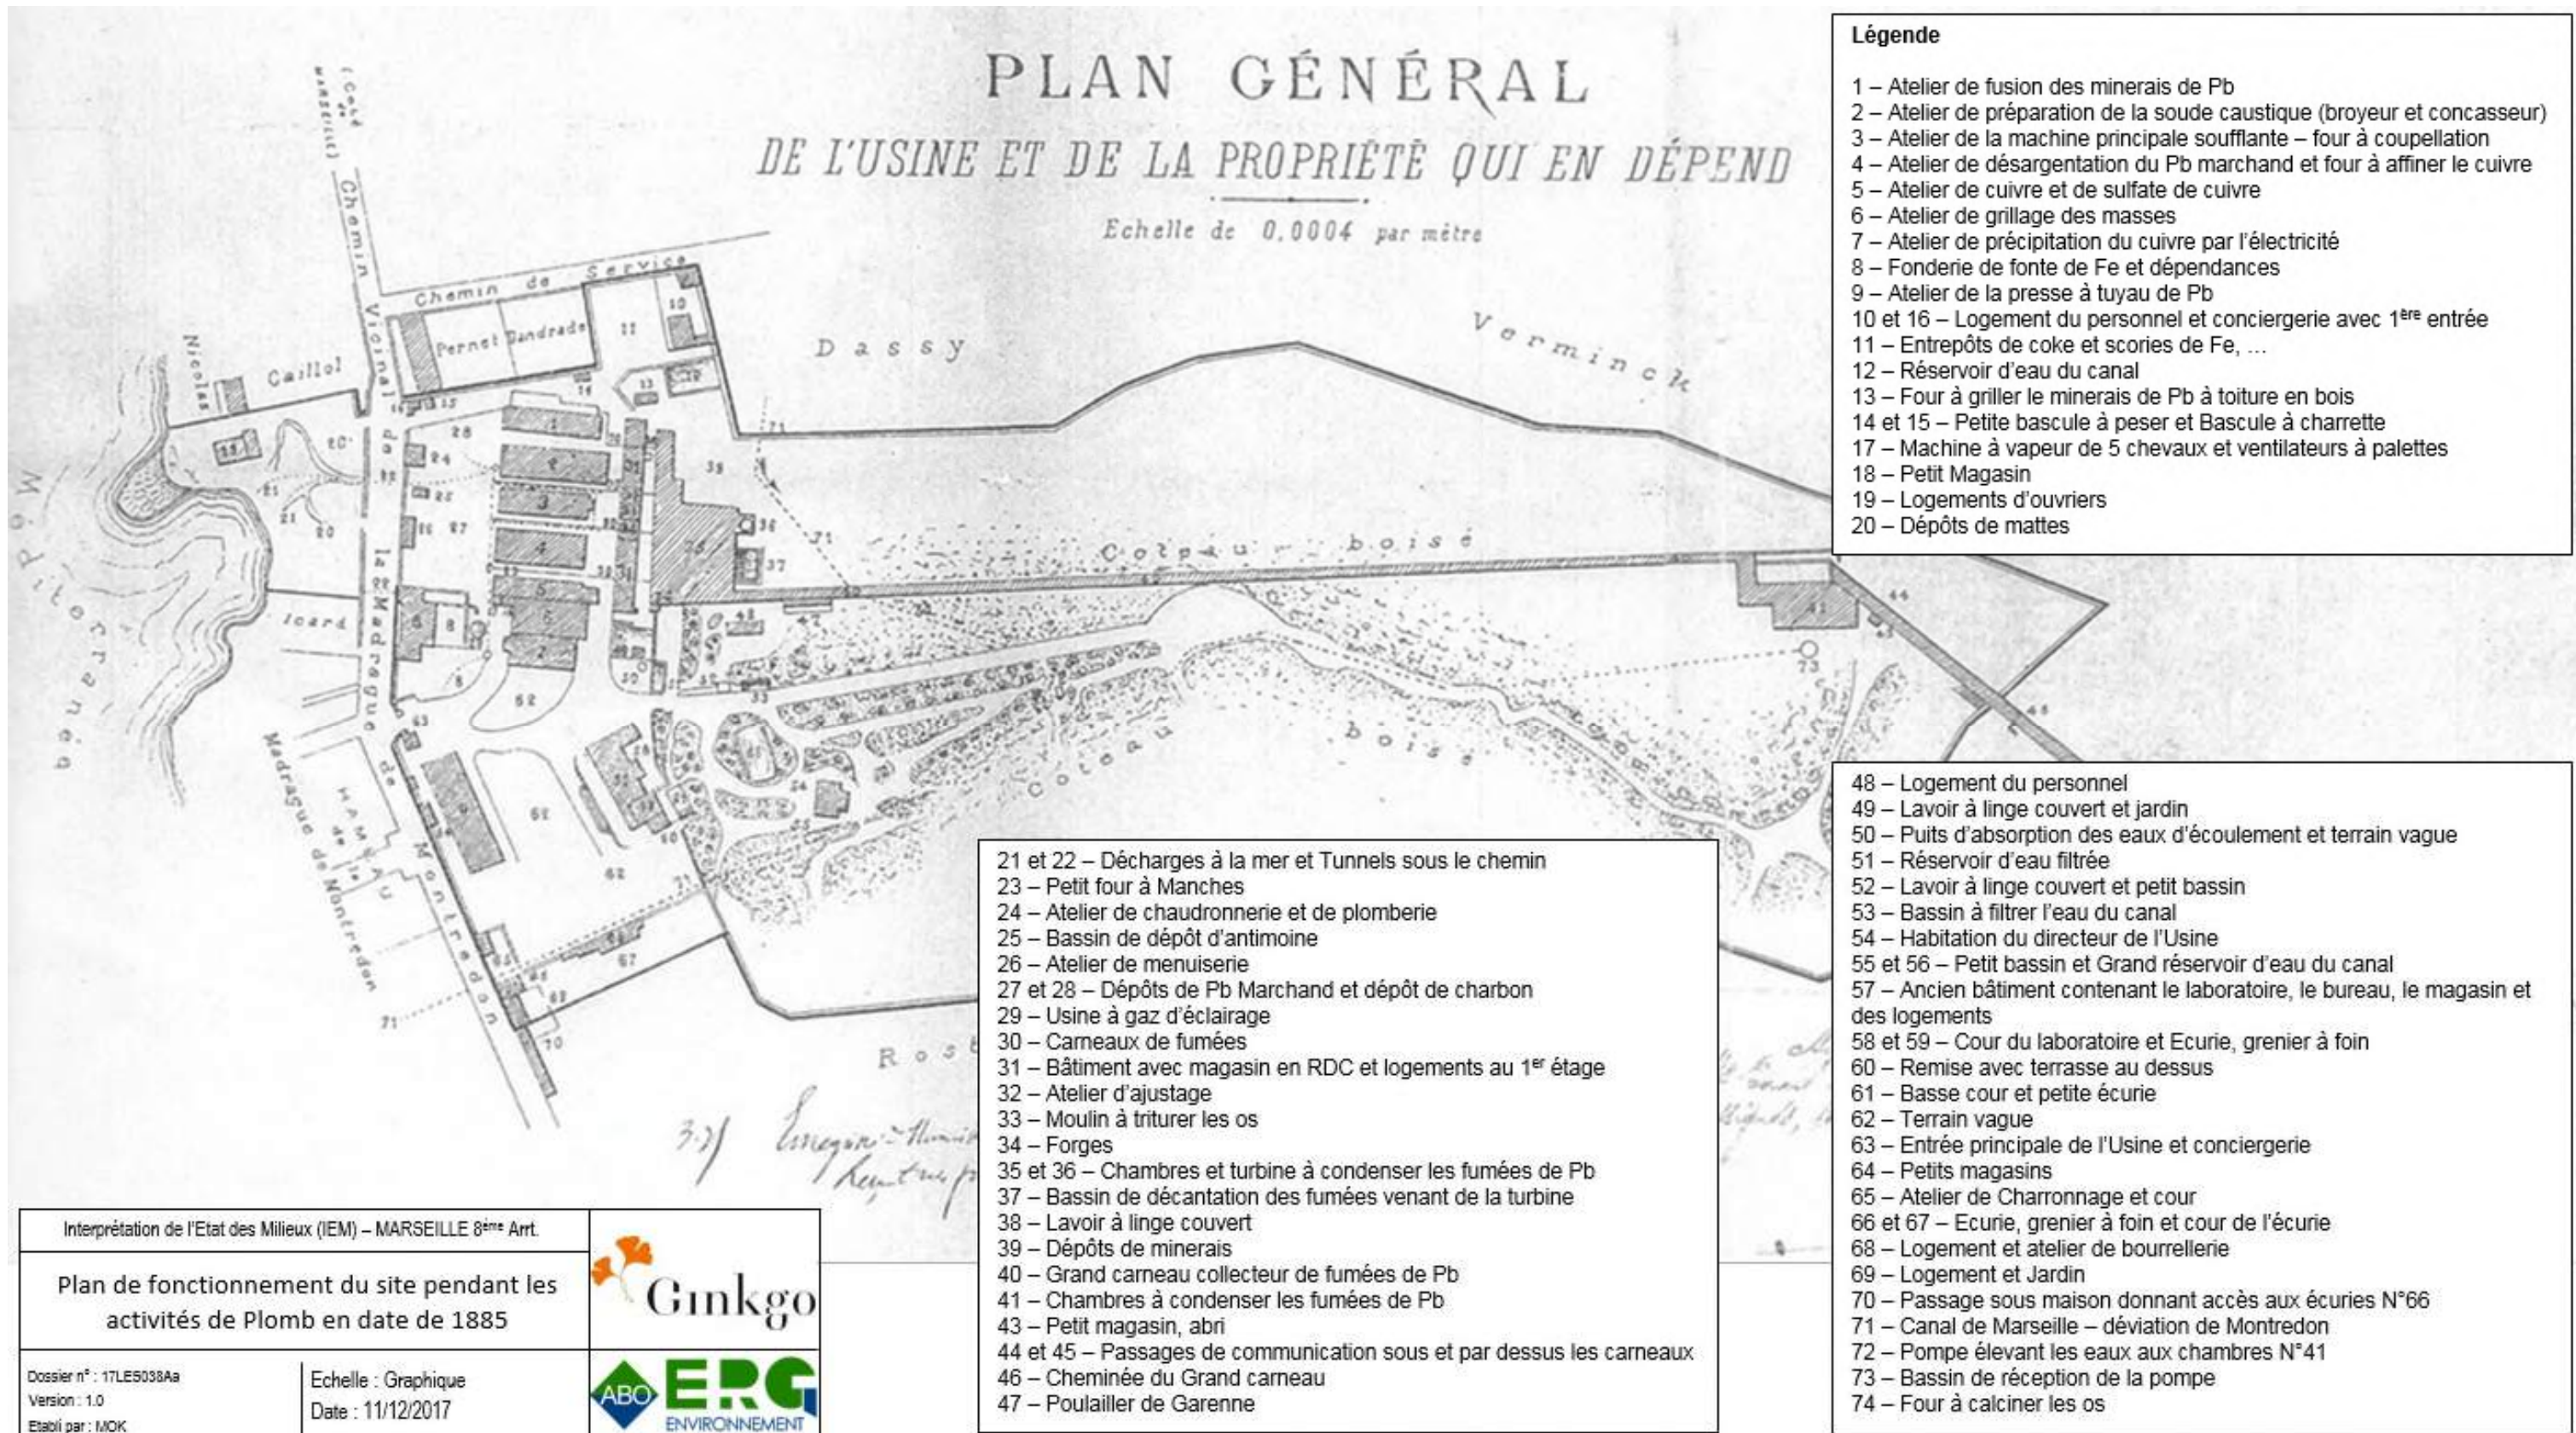 PLAN GÉNÉRAL
DE L'USINE ET DE LA PROPRIÉTÉ QUI EN DÉPEND
Echelle de 0,0004 par mètre
(Coté de MARSEILLE)
Chemin Vicinal de la Madrague de Montredon
Chemin de Service
Pernet Dandrade
Nicolas
Caillol
Dassy
Verminck
Icard
Coteau boisé
Coteau boisé
HAMEAU de la
Madrague de Montredon
Légende
1 – Atelier de fusion des minerais de Pb
2 – Atelier de préparation de la soude caustique (broyeur et concasseur)
3 – Atelier de la machine principale soufflante – four à coupellation
4 – Atelier de désargentation du Pb marchand et four à affiner le cuivre
5 – Atelier de cuivre et de sulfate de cuivre
6 – Atelier de grillage des masses
7 – Atelier de précipitation du cuivre par l'électricité
8 – Fonderie de fonte de Fe et dépendances
9 – Atelier de la presse à tuyau de Pb
10 et 16 – Logement du personnel et conciergerie avec 1ère entrée
11 – Entrepôts de coke et scories de Fe, …
12 – Réservoir d'eau du canal
13 – Four à griller le minerais de Pb à toiture en bois
14 et 15 – Petite bascule à peser et Bascule à charrette
17 – Machine à vapeur de 5 chevaux et ventilateurs à palettes
18 – Petit Magasin
19 – Logements d'ouvriers
20 – Dépôts de mattes
21 et 22 – Décharges à la mer et Tunnels sous le chemin
23 – Petit four à Manches
24 – Atelier de chaudronnerie et de plomberie
25 – Bassin de dépôt d'antimoine
26 – Atelier de menuiserie
27 et 28 – Dépôts de Pb Marchand et dépôt de charbon
29 – Usine à gaz d'éclairage
30 – Carneaux de fumées
31 – Bâtiment avec magasin en RDC et logements au 1er étage
32 – Atelier d'ajustage
33 – Moulin à triturer les os
34 – Forges
35 et 36 – Chambres et turbine à condenser les fumées de Pb
37 – Bassin de décantation des fumées venant de la turbine
38 – Lavoir à linge couvert
39 – Dépôts de minerais
40 – Grand carneau collecteur de fumées de Pb
41 – Chambres à condenser les fumées de Pb
43 – Petit magasin, abri
44 et 45 – Passages de communication sous et par dessus les carneaux
46 – Cheminée du Grand carneau
47 – Poulailler de Garenne
48 – Logement du personnel
49 – Lavoir à linge couvert et jardin
50 – Puits d'absorption des eaux d'écoulement et terrain vague
51 – Réservoir d'eau filtrée
52 – Lavoir à linge couvert et petit bassin
53 – Bassin à filtrer l'eau du canal
54 – Habitation du directeur de l'Usine
55 et 56 – Petit bassin et Grand réservoir d'eau du canal
57 – Ancien bâtiment contenant le laboratoire, le bureau, le magasin et
des logements
58 et 59 – Cour du laboratoire et Ecurie, grenier à foin
60 – Remise avec terrasse au dessus
61 – Basse cour et petite écurie
62 – Terrain vague
63 – Entrée principale de l'Usine et conciergerie
64 – Petits magasins
65 – Atelier de Charronnage et cour
66 et 67 – Ecurie, grenier à foin et cour de l'écurie
68 – Logement et atelier de bourrellerie
69 – Logement et Jardin
70 – Passage sous maison donnant accès aux écuries N°66
71 – Canal de Marseille – déviation de Montredon
72 – Pompe élevant les eaux aux chambres N°41
73 – Bassin de réception de la pompe
74 – Four à calciner les os
Interprétation de l'Etat des Milieux (IEM) – MARSEILLE 8ème Arrt.
Plan de fonctionnement du site pendant les
activités de Plomb en date de 1885
Dossier n° : 17LE5038Aa
Version : 1.0
Etabli par : MOK
Echelle : Graphique
Date : 11/12/2017
Ginkgo
ABO ERG
ENVIRONNEMENT